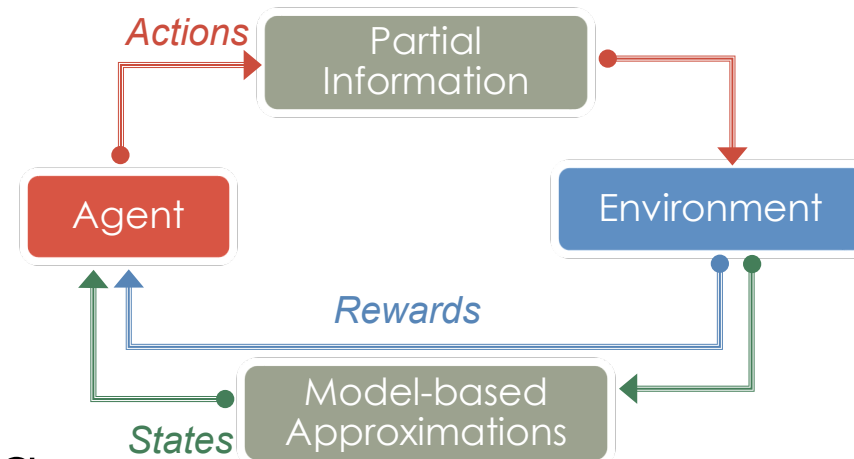 Actions
Partial
Information
Agent
Environment
Rewards
Model-based
Approximations
States